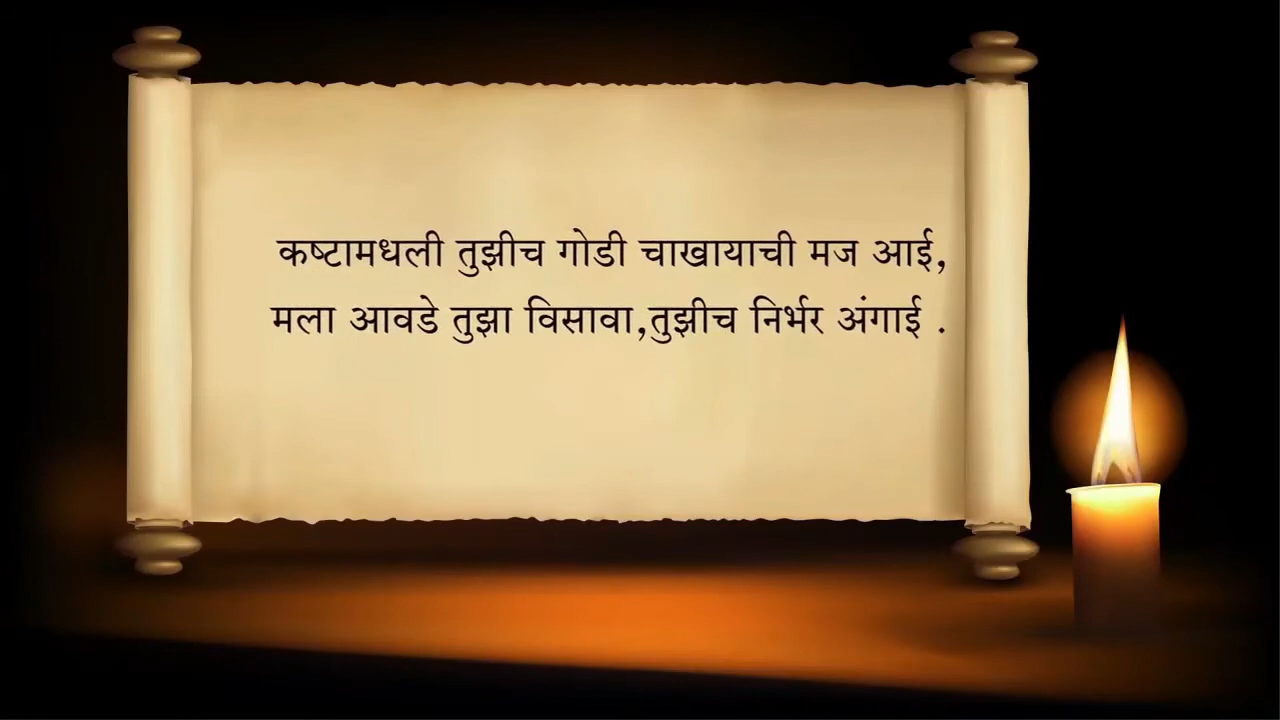 कष्टामधली तुझीच गोडी चाखायाची मज आई,
मला आवडे तुझा विसावा,तुझीच निर्भर अंगाई .